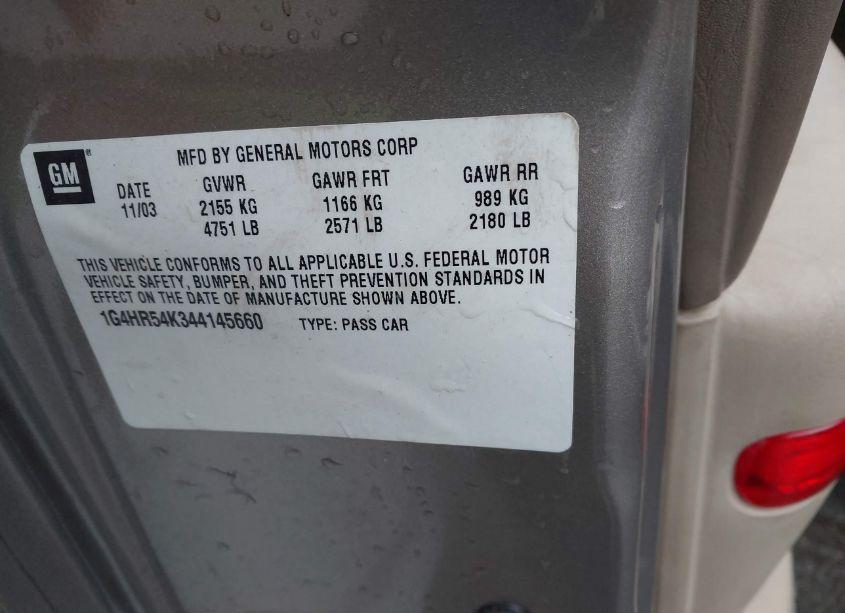 GM®
MFD BY GENERAL MOTORS CORP
DATE GVWR GAWR FRT GAWR RR
11/03 2155 KG 1166 KG 989 KG
4751 LB 2571 LB 2180 LB
THIS VEHICLE CONFORMS TO ALL APPLICABLE U.S. FEDERAL MOTOR
VEHICLE SAFETY, BUMPER, AND THEFT PREVENTION STANDARDS IN
EFFECT ON THE DATE OF MANUFACTURE SHOWN ABOVE.
1G4HR54K344145660 TYPE: PASS CAR